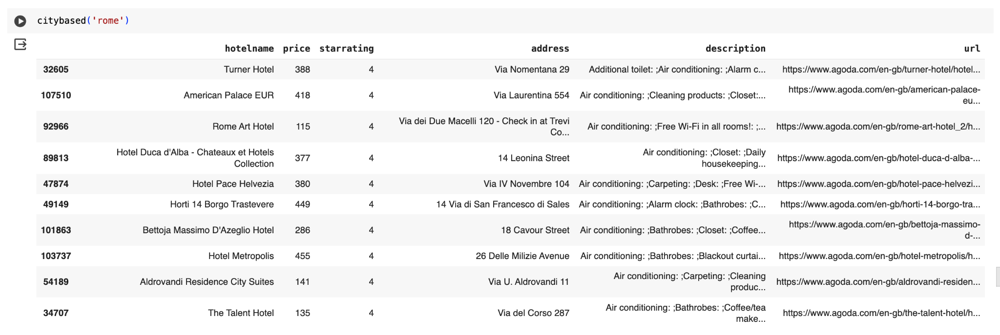 citybased('rome')
hotelname price starrating address description url
32605 Turner Hotel 388 4 Via Nomentana 29 Additional toilet: ;Air conditioning: ;Alarm c... https://www.agoda.com/en-gb/turner-hotel/hotel...
107510 American Palace EUR 418 4 Via Laurentina 554 Air conditioning: ;Cleaning products: ;Closet:... https://www.agoda.com/en-gb/american-palace-
eu...
92966 Rome Art Hotel 115 4 Via dei Due Macelli 120 - Check in at Trevi
Co... Air conditioning: ;Free Wi-Fi in all rooms!: ;... https://www.agoda.com/en-gb/rome-art-hotel_2/h...
89813 Hotel Duca d'Alba - Chateaux et Hotels
Collection 377 4 14 Leonina Street Air conditioning: ;Closet: ;Daily
housekeeping... https://www.agoda.com/en-gb/hotel-duca-d-alba-...
47874 Hotel Pace Helvezia 380 4 Via IV Novembre 104 Air conditioning: ;Carpeting: ;Desk: ;Free Wi-... https://www.agoda.com/en-gb/hotel-pace-helvezi...
49149 Horti 14 Borgo Trastevere 449 4 14 Via di San Francesco di Sales Air conditioning: ;Alarm clock: ;Bathrobes: ;C... https://www.agoda.com/en-gb/horti-14-borgo-tra...
101863 Bettoja Massimo D'Azeglio Hotel 286 4 18 Cavour Street Air conditioning: ;Bathrobes: ;Closet: ;Coffee... https://www.agoda.com/en-gb/bettoja-massimo-
d-...
103737 Hotel Metropolis 455 4 26 Delle Milizie Avenue Air conditioning: ;Bathrobes: ;Blackout curtai... https://www.agoda.com/en-gb/hotel-metropolis/h...
54189 Aldrovandi Residence City Suites 141 4 Via U. Aldrovandi 11 Air conditioning: ;Carpeting: ;Cleaning
produc... https://www.agoda.com/en-gb/aldrovandi-residen...
34707 The Talent Hotel 135 4 Via del Corso 287 Air conditioning: ;Bathrobes: ;Coffee/tea
make... https://www.agoda.com/en-gb/the-talent-hotel/h...